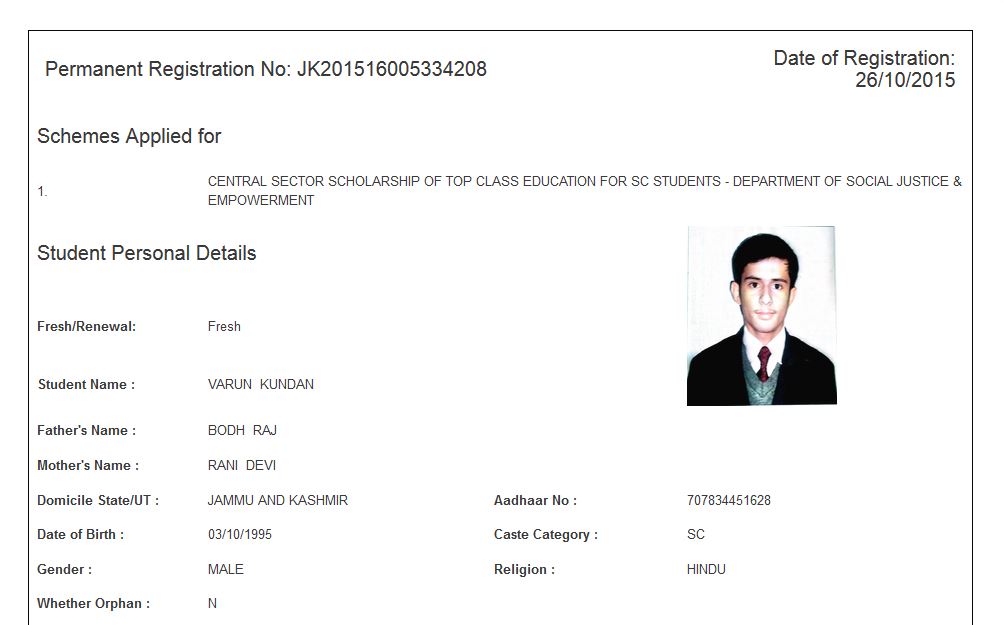 Permanent Registration No: JK201516005334208
Date of Registration:
26/10/2015
Schemes Applied for
1.
CENTRAL SECTOR SCHOLARSHIP OF TOP CLASS EDUCATION FOR SC STUDENTS - DEPARTMENT OF SOCIAL JUSTICE &
EMPOWERMENT
Student Personal Details
Fresh/Renewal: Fresh
Student Name : VARUN KUNDAN
Father's Name : BODH RAJ
Mother's Name : RANI DEVI
Domicile State/UT : JAMMU AND KASHMIR Aadhaar No : 707834451628
Date of Birth : 03/10/1995 Caste Category : SC
Gender : MALE Religion : HINDU
Whether Orphan : N